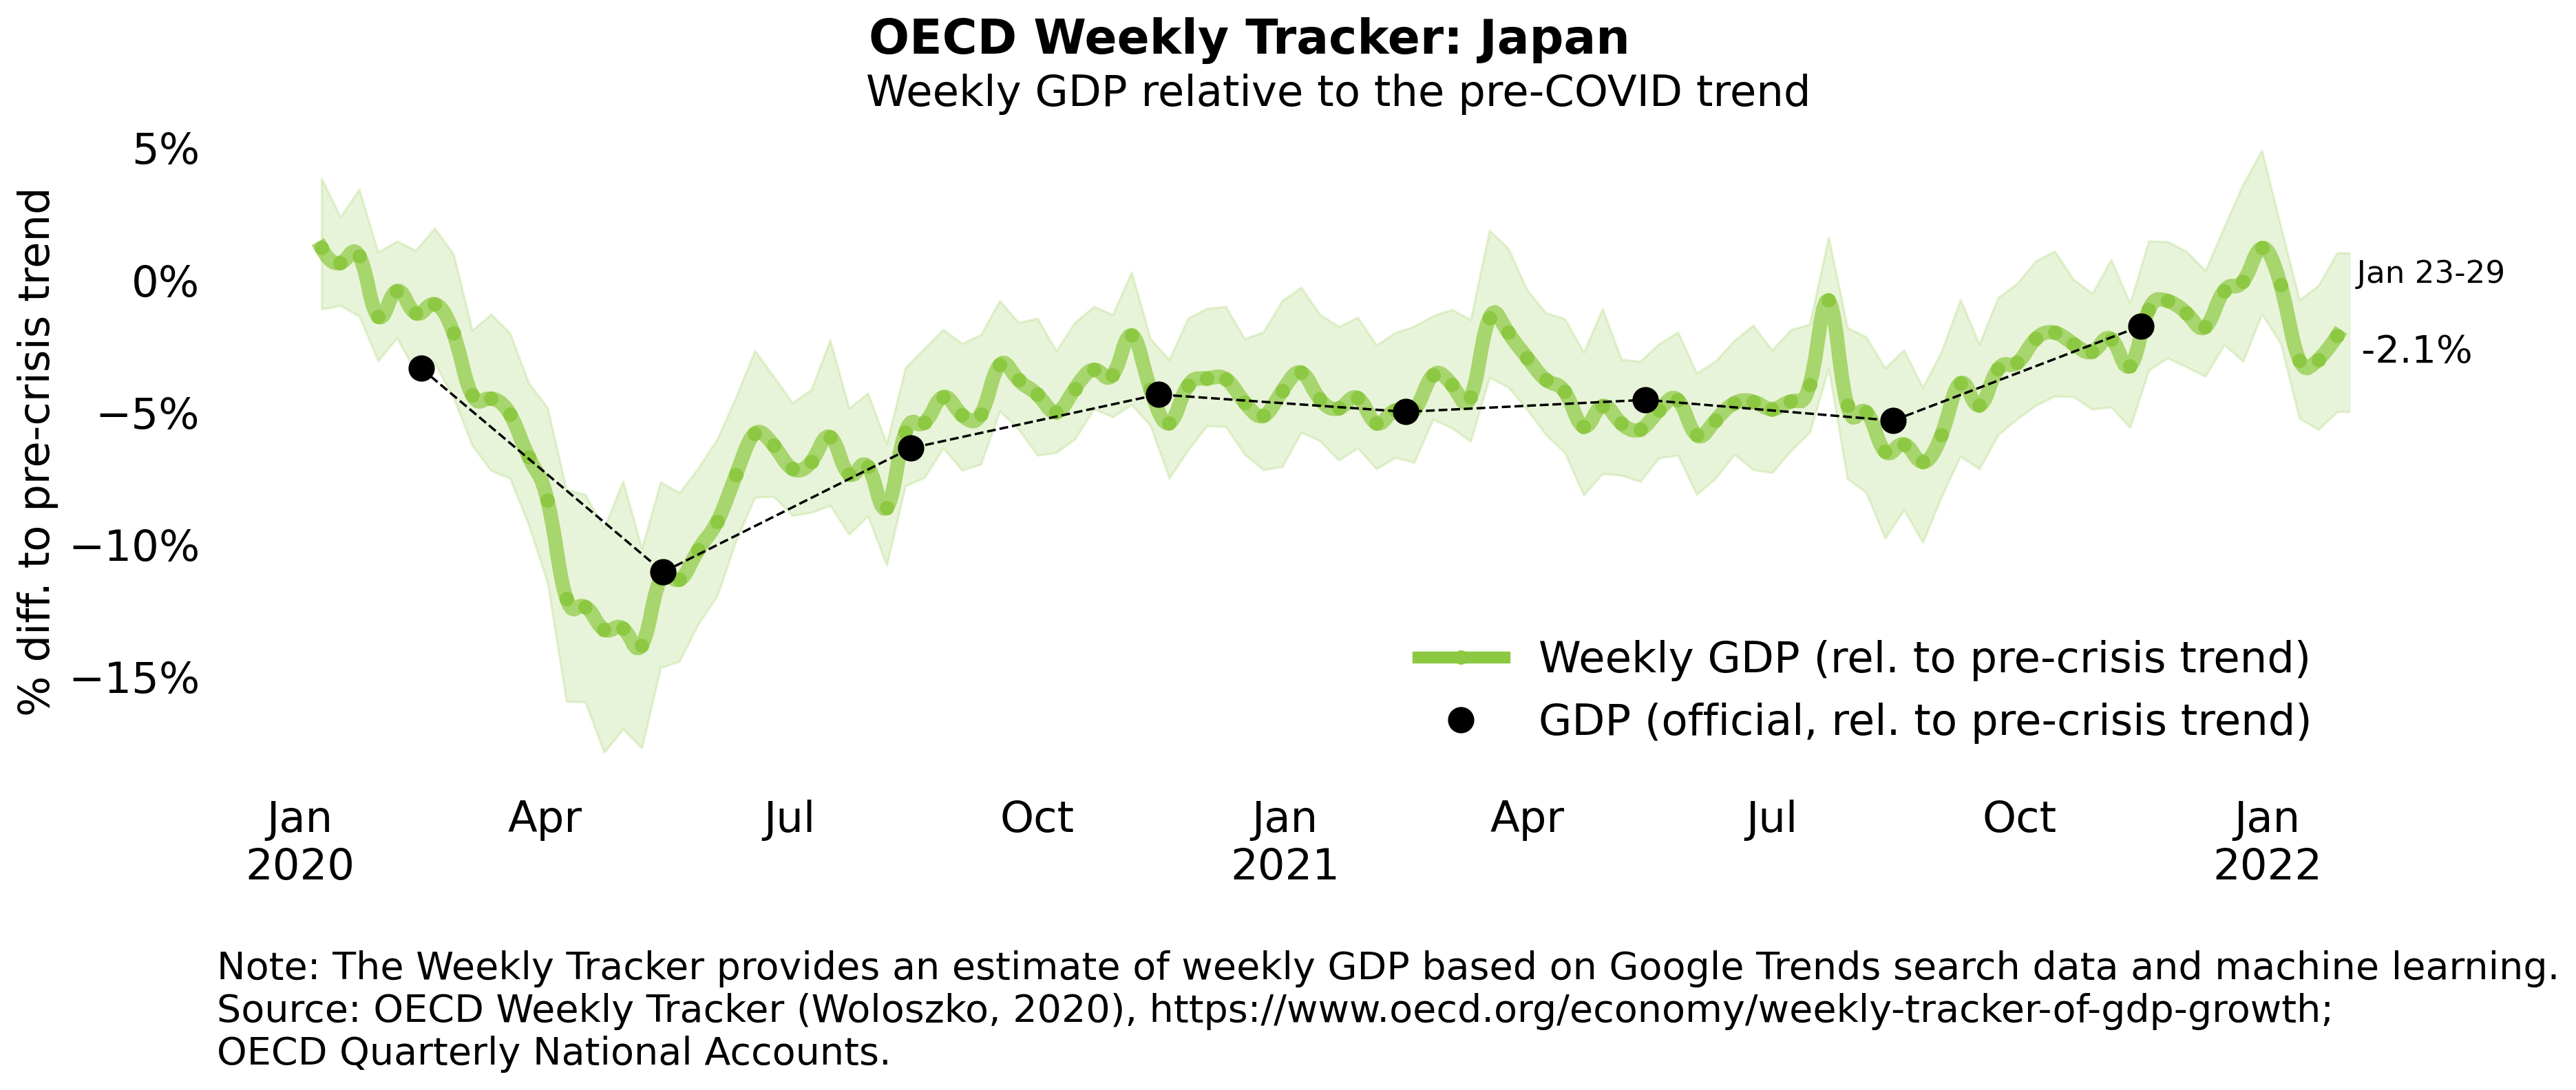 OECD Weekly Tracker: Japan
Weekly GDP relative to the pre-COVID trend
% diff. to pre-crisis trend
5%
0%
−5%
−10%
−15%
Jan 23-29
-2.1%
Weekly GDP (rel. to pre-crisis trend)
GDP (official, rel. to pre-crisis trend)
Jan Apr Jul Oct Jan Apr Jul Oct Jan
2020 2021 2022
Note: The Weekly Tracker provides an estimate of weekly GDP based on Google Trends search data and machine learning.
Source: OECD Weekly Tracker (Woloszko, 2020), https://www.oecd.org/economy/weekly-tracker-of-gdp-growth;
OECD Quarterly National Accounts.